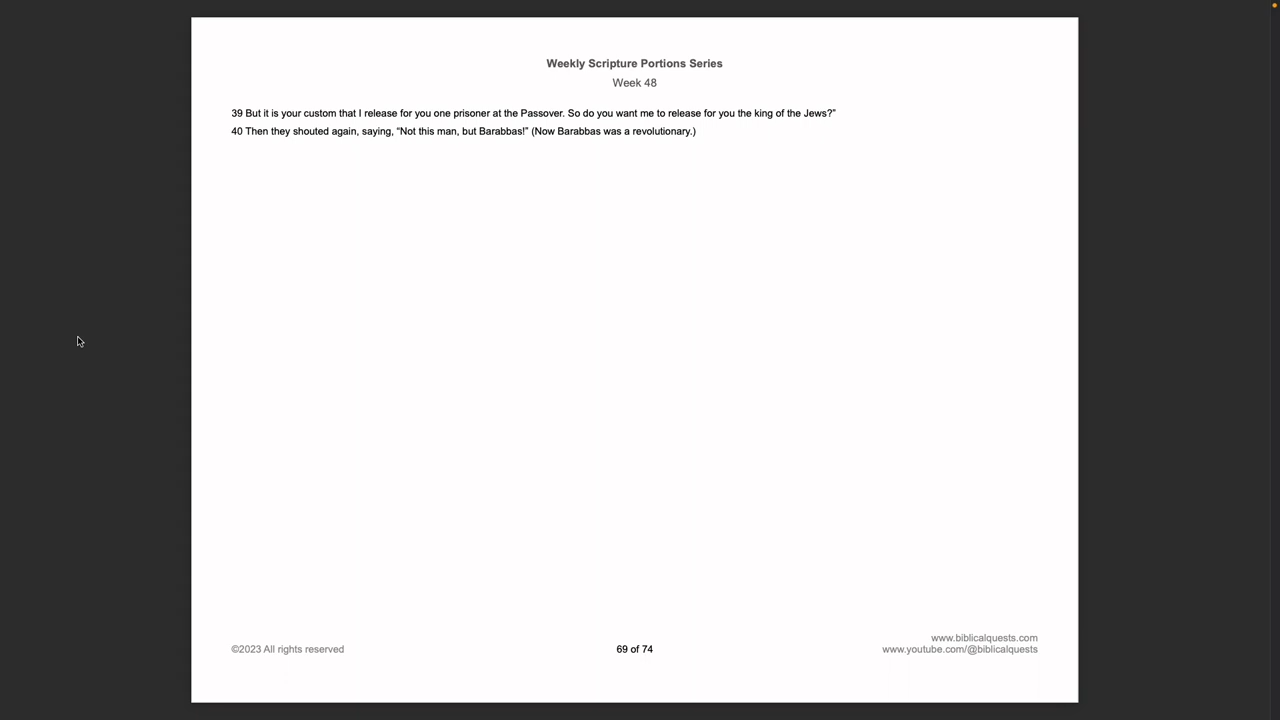 Weekly Scripture Portions Series
Week 48
39 But it is your custom that I release for you one prisoner at the Passover. So do you want me to release for you the king of the Jews?”
40 Then they shouted again, saying, “Not this man, but Barabbas!” (Now Barabbas was a revolutionary.)
www.biblicalquests.com
©2023 All rights reserved
69 of 74
www.youtube.com/@biblicalquests